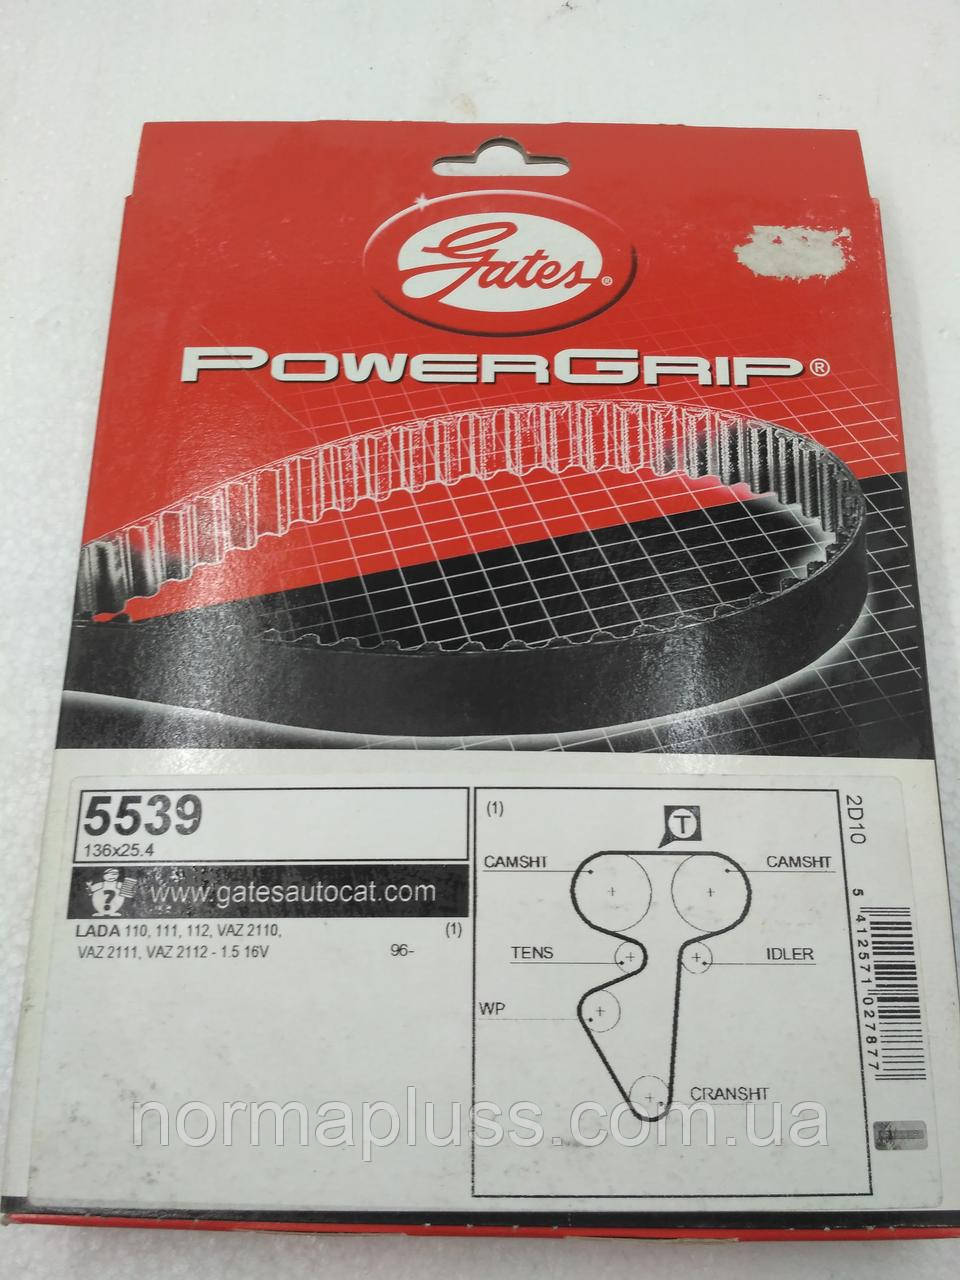 Gates®
POWERGRIP®
5539
136x25.4
www.gatesautocat.com
LADA 110, 111, 112, VAZ 2110, (1)
VAZ 2111, VAZ 2112 - 1.5 16V 96-
(1)
T
CAMSHT
CAMSHT
TENS
IDLER
WP
CRANSHT
2D10
5 412571 027877
normapluss.com.ua